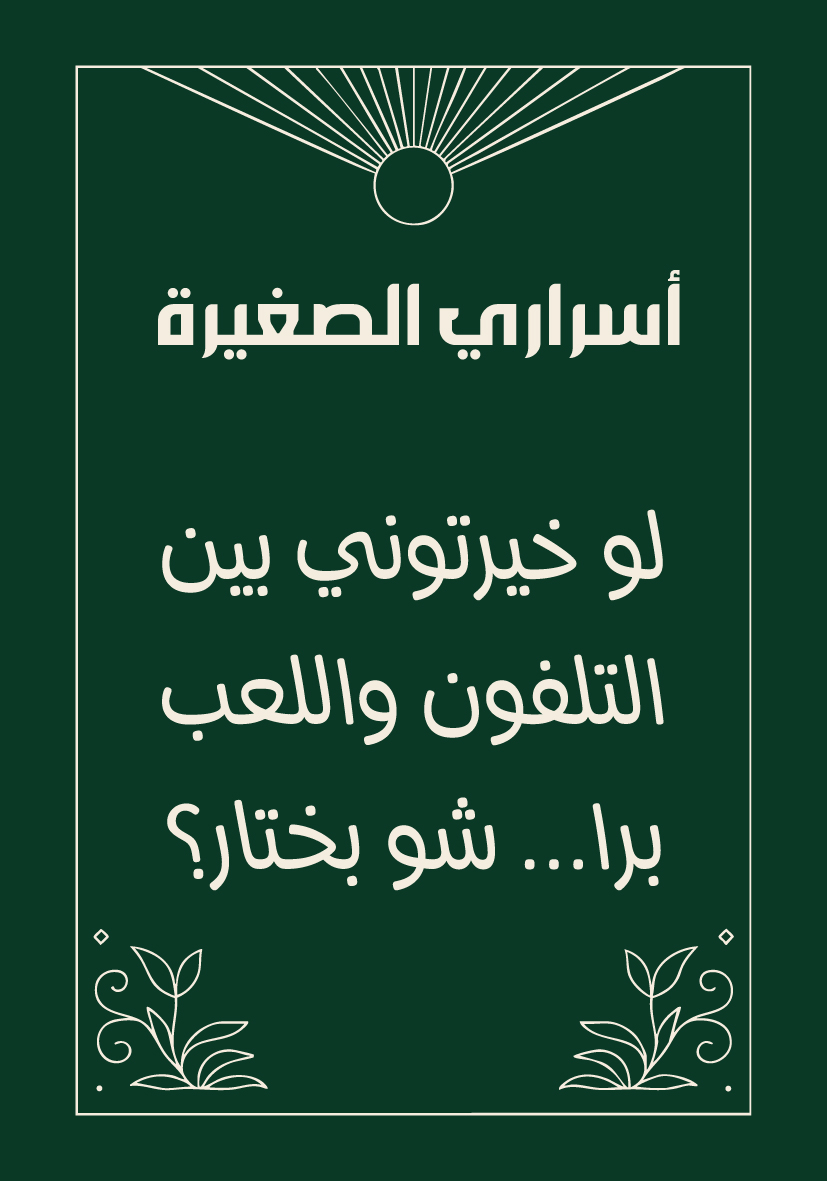 أسراري الصغيرة
لو خيرتوني بين
التلفون واللعب
برا... شو بختار؟